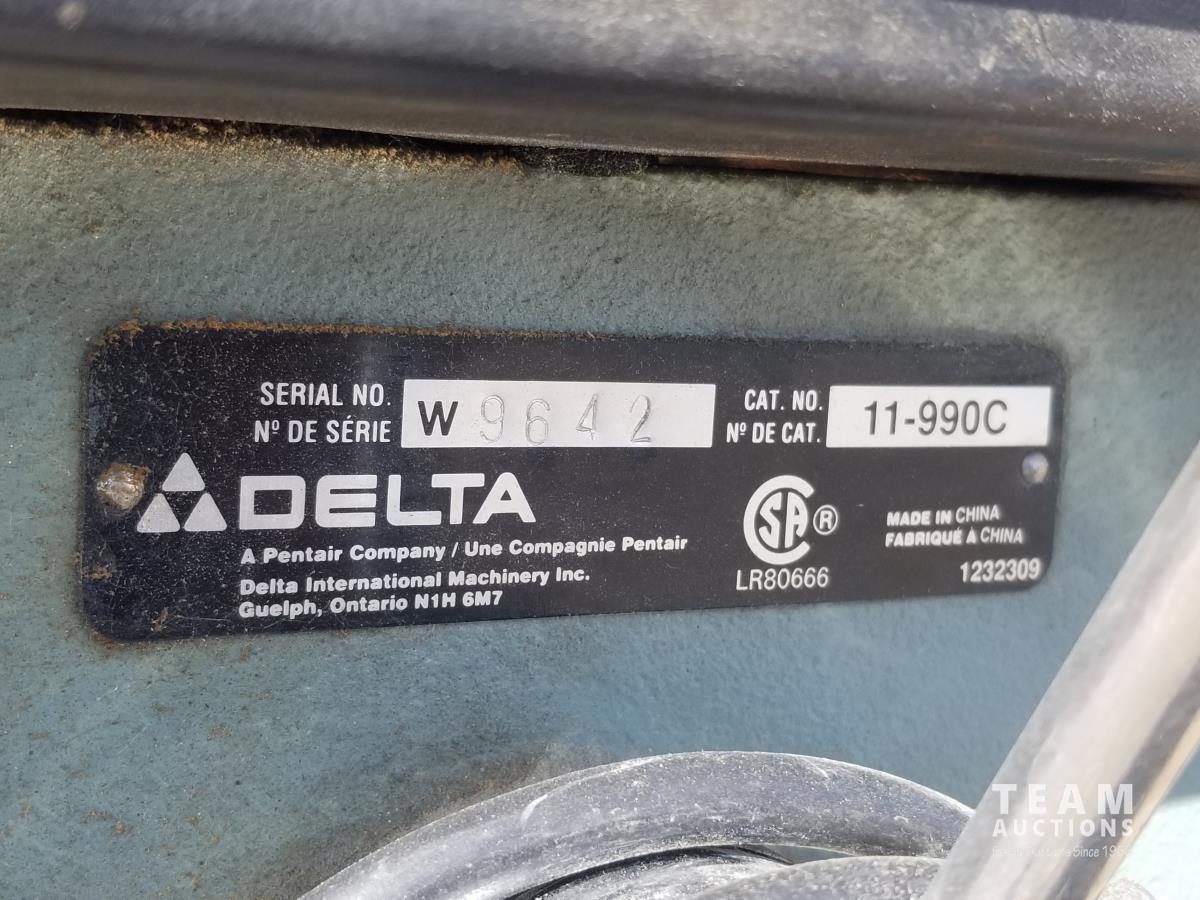 SERIAL NO.
Nº DE SÉRIE
W 9642
CAT. NO.
Nº DE CAT.
11-990C
DELTA
A Pentair Company / Une Compagnie Pentair
Delta International Machinery Inc.
Guelph, Ontario N1H 6M7
SA ®
LR80666
MADE IN CHINA
FABRIQUÉ À CHINA
1232309
TEAM
AUCTIONS